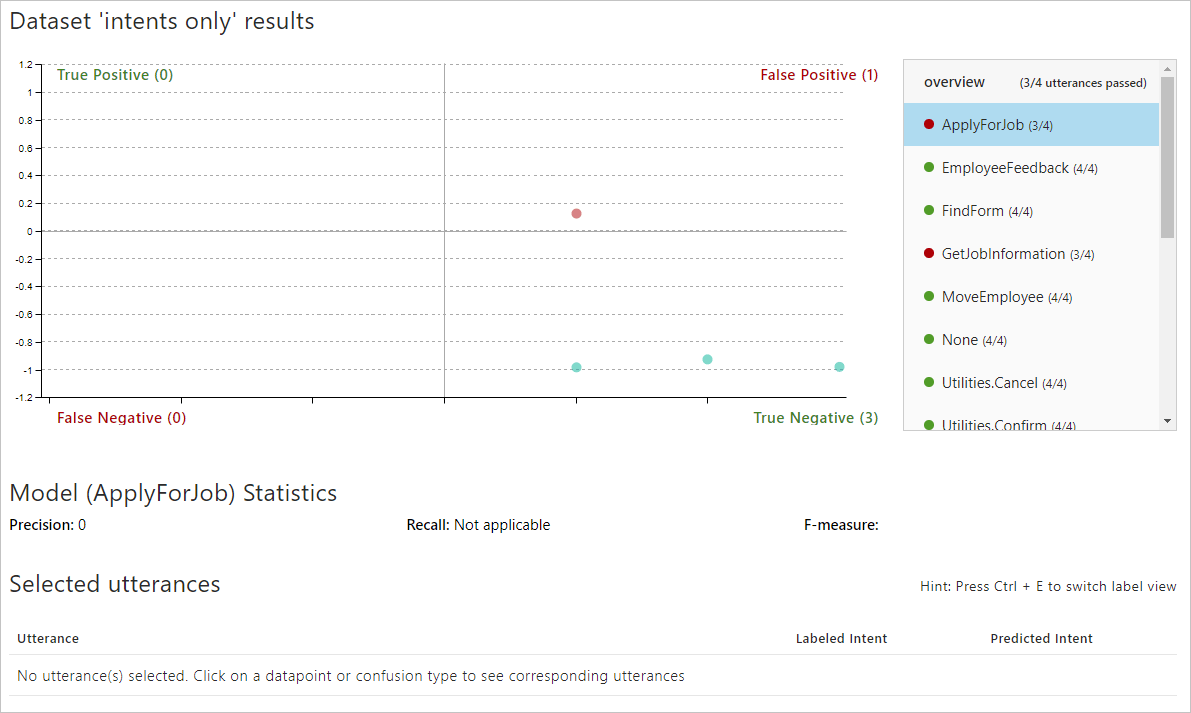 Dataset 'intents only' results
True Positive (0)
False Positive (1)
1.2
1
0.8
0.6
0.4
0.2
0
-0.2
-0.4
-0.6
-0.8
-1
-1.2
False Negative (0)
True Negative (3)
overview (3/4 utterances passed)
ApplyForJob (3/4)
EmployeeFeedback (4/4)
FindForm (4/4)
GetJobInformation (3/4)
MoveEmployee (4/4)
None (4/4)
Utilities.Cancel (4/4)
Utilities.Confirm (4/4)
Model (ApplyForJob) Statistics
Precision: 0 Recall: Not applicable F-measure:
Selected utterances
Hint: Press Ctrl + E to switch label view
Utterance Labeled Intent Predicted Intent
No utterance(s) selected. Click on a datapoint or confusion type to see corresponding utterances